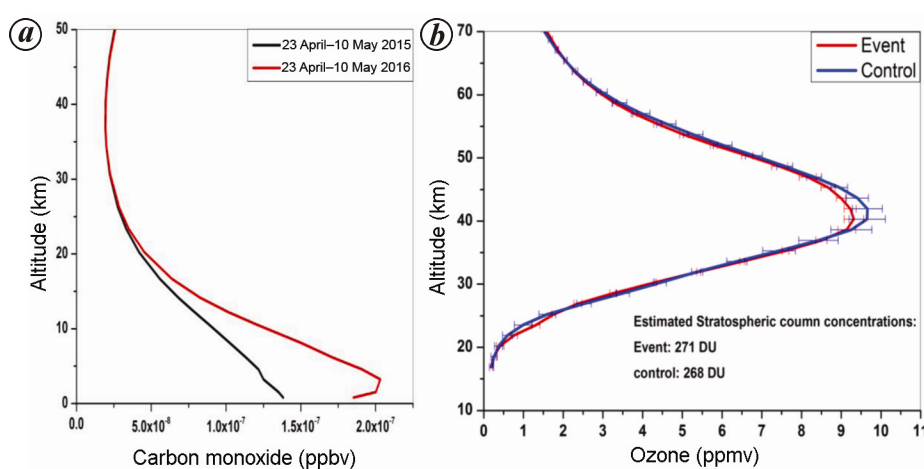 a
50
40
30
20
10
0
Altitude (km)
23 April–10 May 2015
23 April–10 May 2016
5.0x10⁻⁸ 1.0x10⁻⁷ 1.5x10⁻⁷ 2.0x10⁻⁷
Carbon monoxide (ppbv)
b
70
60
50
40
30
20
10
Altitude (km)
Event
Control
Estimated Stratospheric coumn concentrations:
Event: 271 DU
control: 268 DU
0 1 2 3 4 5 6 7 8 9 10 11
Ozone (ppmv)